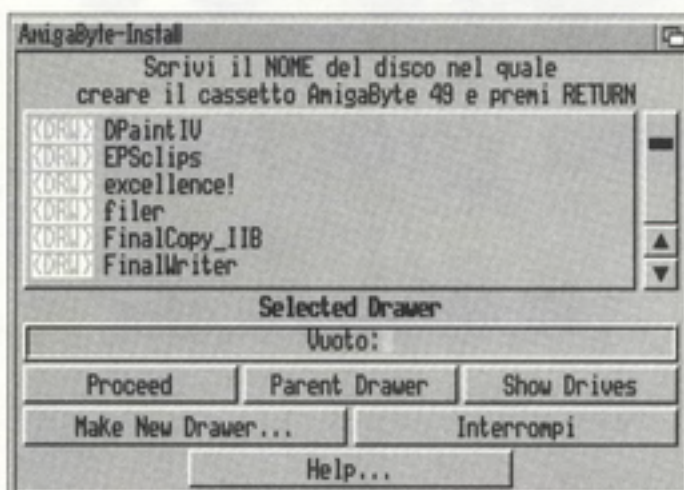 AmigaByte-Install
Scrivi il NOME del disco nel quale
creare il cassetto AmigaByte 49 e premi RETURN
<DRW> DPaintIV
<DRW> EPSclips
<DRW> excellence!
<DRW> filer
<DRW> FinalCopy_IIB
<DRW> FinalWriter
Selected Drawer
Vuoto:
Proceed Parent Drawer Show Drives
Make New Drawer... Interrompi
Help...